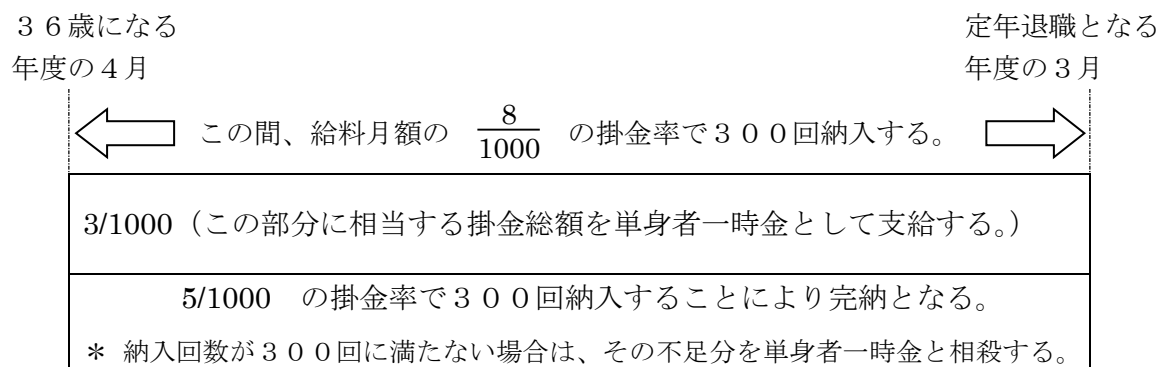 ３６歳になる
年度の４月
定年退職となる
年度の３月
この間、給料月額の 8/1000 の掛金率で３００回納入する。
3/1000（この部分に相当する掛金総額を単身者一時金として支給する。）
5/1000　の掛金率で３００回納入することにより完納となる。
＊ 納入回数が３００回に満たない場合は、その不足分を単身者一時金と相殺する。